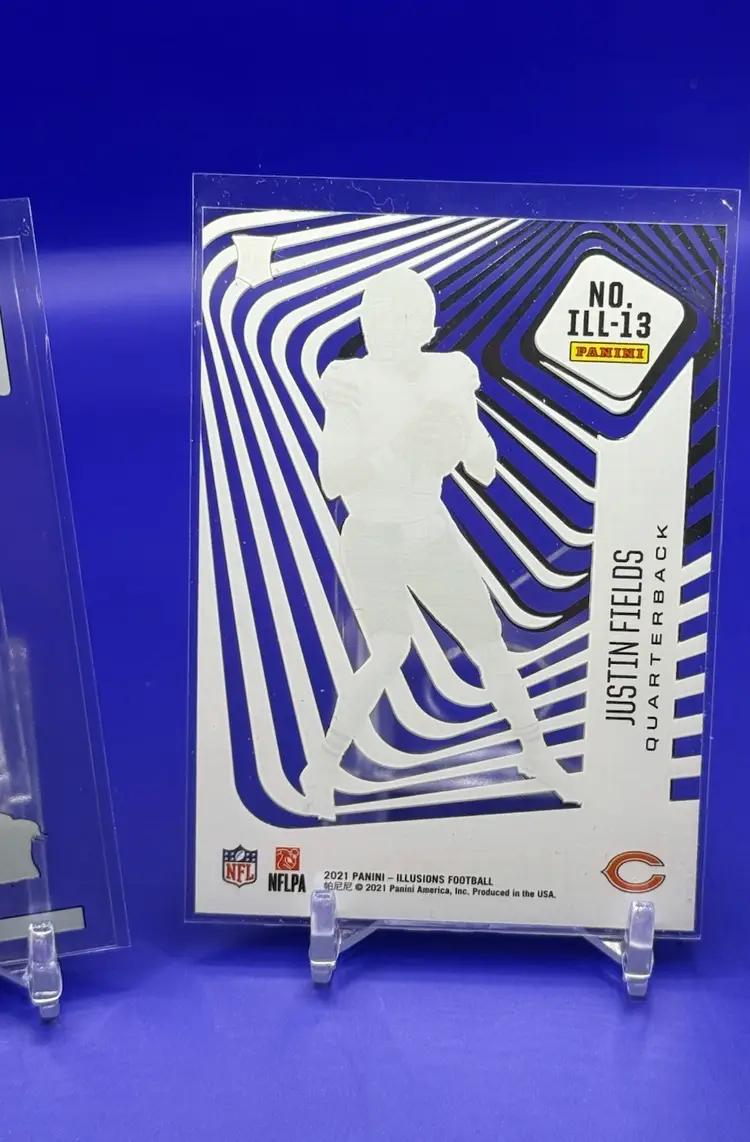 NO.
ILL-13
PANINI
JUSTIN FIELDS
QUARTERBACK
NFL
NFLPA
2021 PANINI – ILLUSIONS FOOTBALL
帕尼尼 © 2021 Panini America, Inc. Produced in the USA.